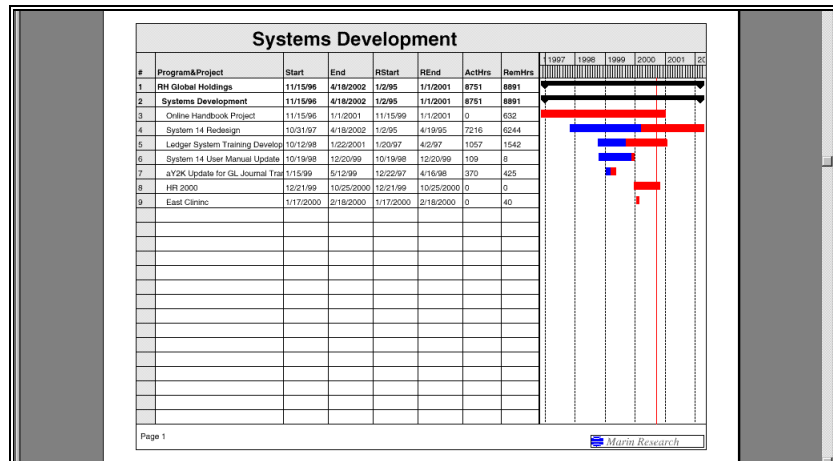 Systems Development
1997 1998 1999 2000 2001 20
# Program&Project Start End RStart REnd ActHrs RemHrs
1 RH Global Holdings 11/15/96 4/18/2002 1/2/95 1/1/2001 8751 8891
2 Systems Development 11/15/96 4/18/2002 1/2/95 1/1/2001 8751 8891
3 Online Handbook Project 11/15/96 1/1/2001 11/15/99 1/1/2001 0 632
4 System 14 Redesign 10/31/97 4/18/2002 1/2/95 4/19/95 7216 6244
5 Ledger System Training Develop 10/12/98 1/22/2001 1/20/97 4/2/97 1057 1542
6 System 14 User Manual Update 10/19/98 12/20/99 10/19/98 12/20/99 109 8
7 aY2K Update for GL Journal Tran 1/15/99 5/12/99 12/22/97 4/16/98 370 425
8 HR 2000 12/21/99 10/25/2000 12/21/99 10/25/2000 0 0
9 East Clininc 1/17/2000 2/18/2000 1/17/2000 2/18/2000 0 40
Page 1
Marin Research